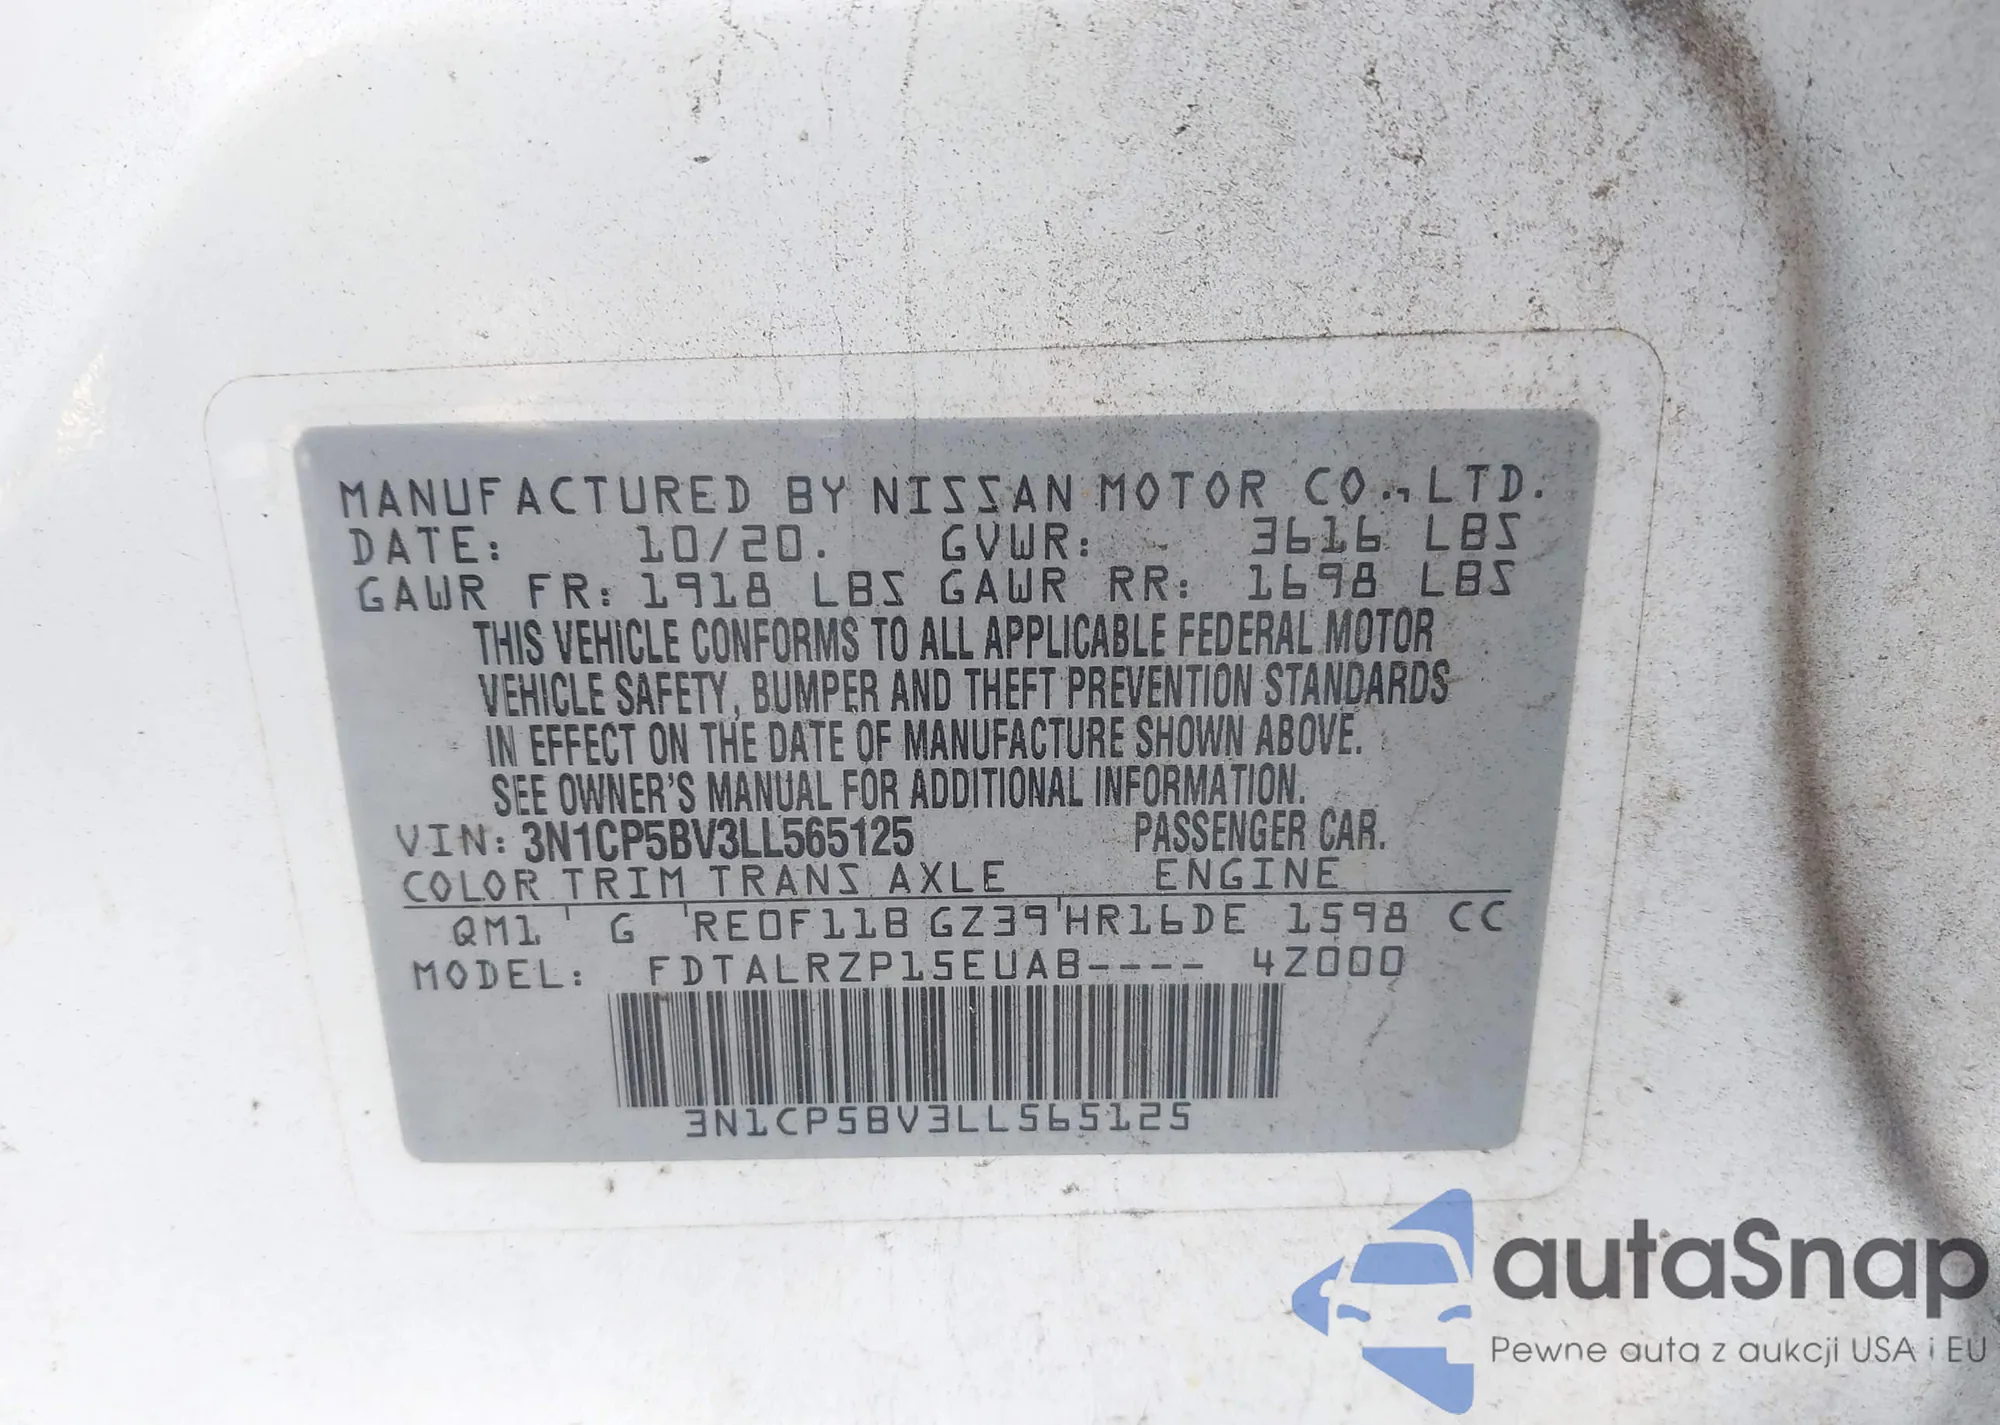 MANUFACTURED BY NISSAN MOTOR CO., LTD.
DATE: 10/20. GVWR: 3616 LBS
GAWR FR: 1918 LBS GAWR RR: 1698 LBS
THIS VEHICLE CONFORMS TO ALL APPLICABLE FEDERAL MOTOR
VEHICLE SAFETY, BUMPER AND THEFT PREVENTION STANDARDS
IN EFFECT ON THE DATE OF MANUFACTURE SHOWN ABOVE.
SEE OWNER'S MANUAL FOR ADDITIONAL INFORMATION.
VIN: 3N1CP5BV3LL565125 PASSENGER CAR.
COLOR TRIM TRANS AXLE ENGINE
QM1 ' G 'RE0F11B GZ39'HR16DE 1598 CC
MODEL: FDTALRZP15EUAB---- 4Z000
3N1CP5BV3LL565125
autaSnap
Pewne auta z aukcji USA i EU